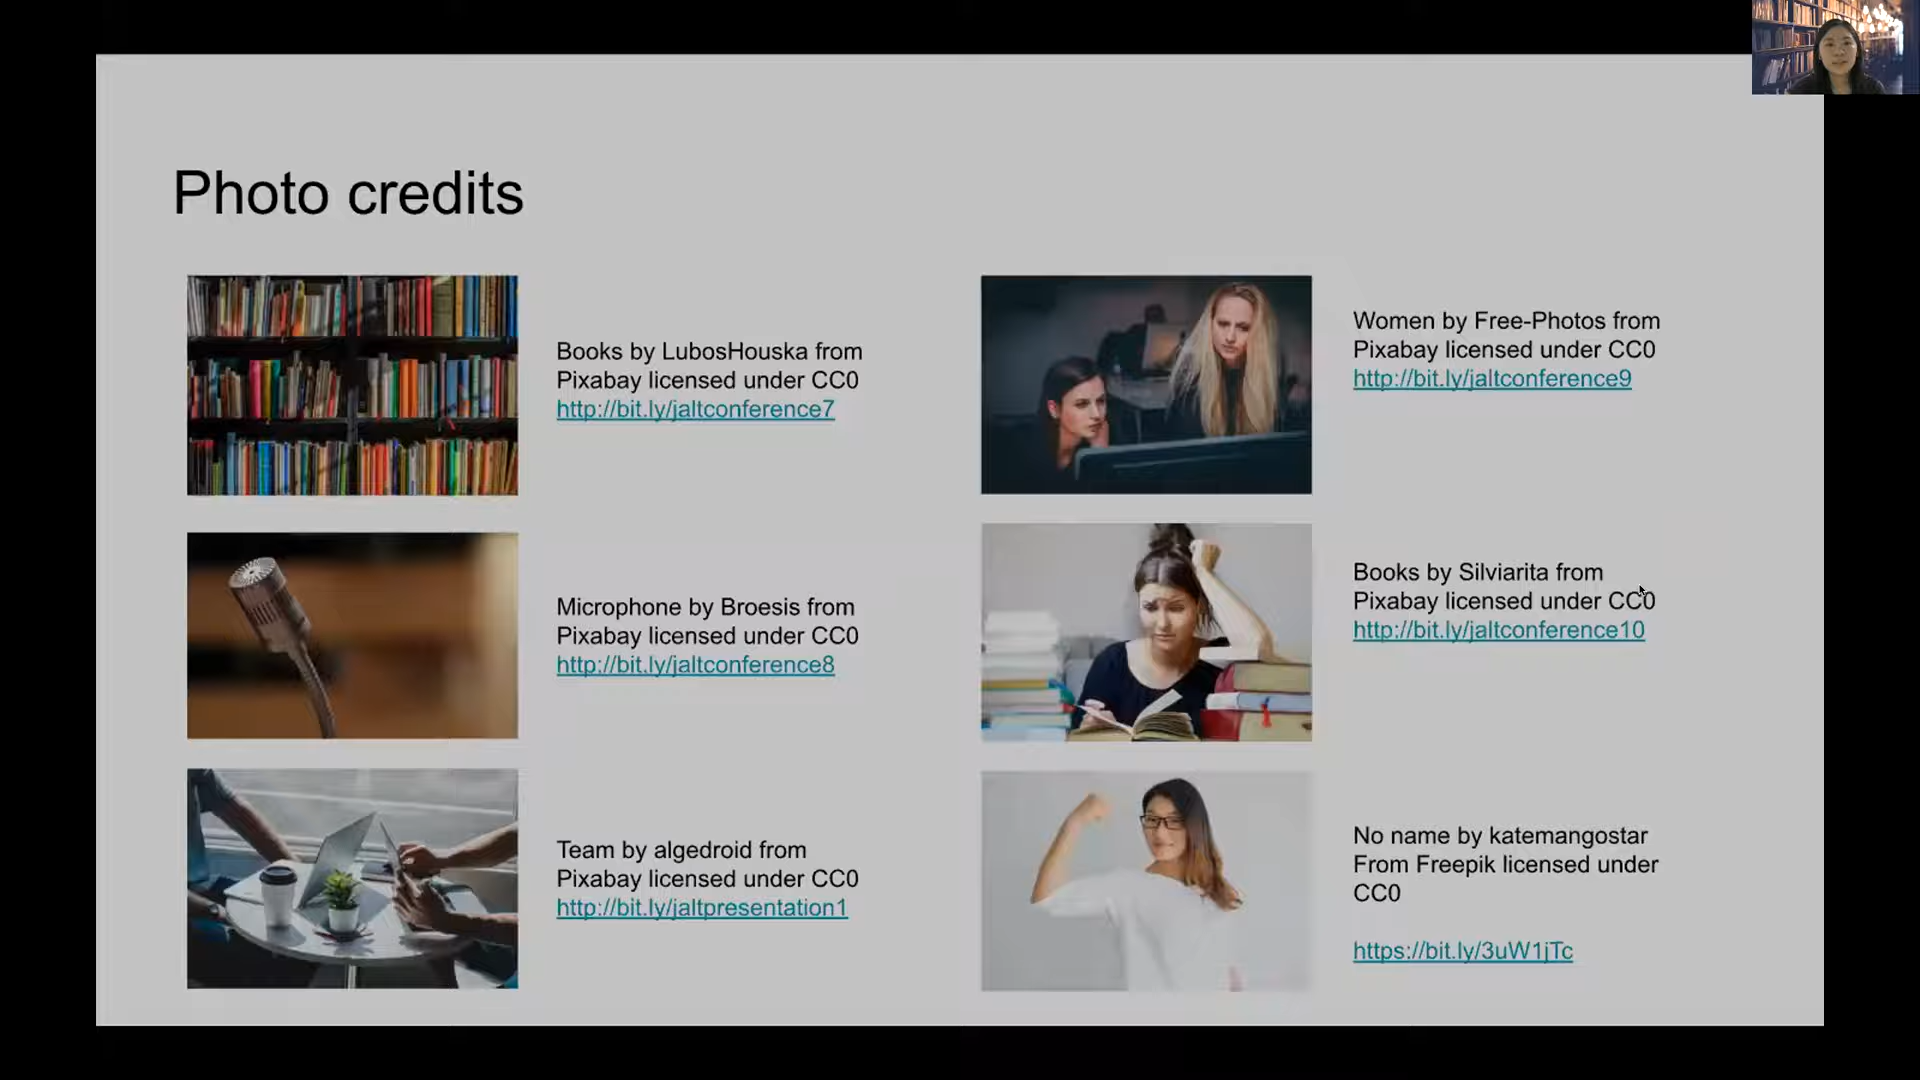 Photo credits
Books by LubosHouska from
Pixabay licensed under CC0
http://bit.ly/jaltconference7
Microphone by Broesis from
Pixabay licensed under CC0
http://bit.ly/jaltconference8
Team by algedroid from
Pixabay licensed under CC0
http://bit.ly/jaltpresentation1
Women by Free-Photos from
Pixabay licensed under CC0
http://bit.ly/jaltconference9
Books by Silviarita from
Pixabay licensed under CC0
http://bit.ly/jaltconference10
No name by katemangostar
From Freepik licensed under
CC0
https://bit.ly/3uW1jTc